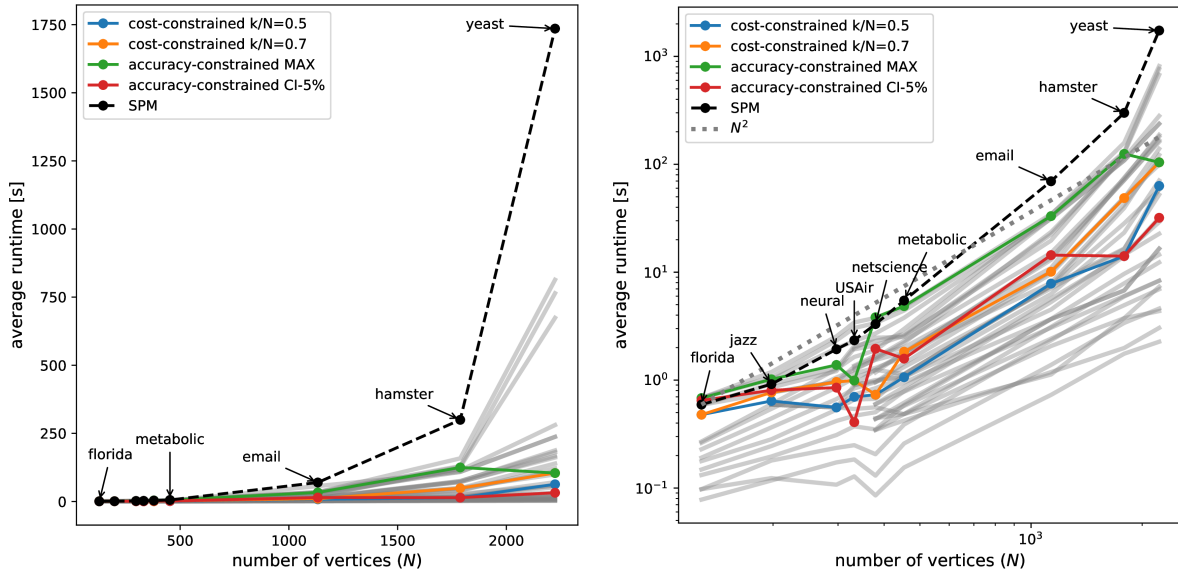 1750
1500
1250
1000
750
500
250
0
average runtime [s]
500
1000
1500
2000
number of vertices (N)
cost-constrained k/N=0.5
cost-constrained k/N=0.7
accuracy-constrained MAX
accuracy-constrained CI-5%
SPM
yeast
hamster
email
metabolic
florida
10³
10²
10¹
10⁰
10⁻¹
average runtime [s]
10³
number of vertices (N)
cost-constrained k/N=0.5
cost-constrained k/N=0.7
accuracy-constrained MAX
accuracy-constrained CI-5%
SPM
N²
yeast
hamster
email
metabolic
netscience
USAir
neural
jazz
florida